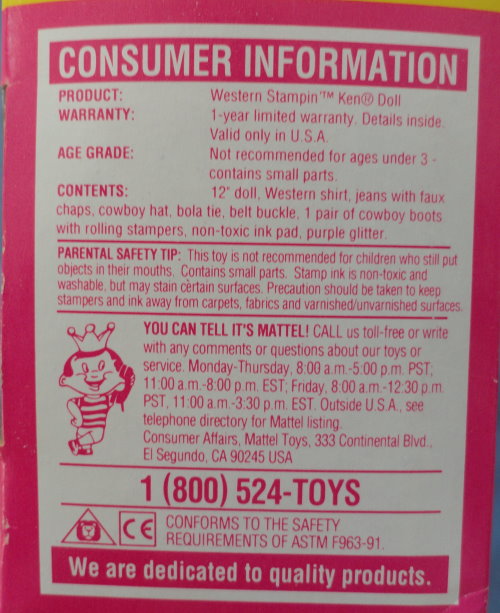 CONSUMER INFORMATION
PRODUCT: Western Stampin'™ Ken® Doll
WARRANTY: 1-year limited warranty. Details inside.
Valid only in U.S.A.
AGE GRADE: Not recommended for ages under 3 -
contains small parts.
CONTENTS: 12" doll, Western shirt, jeans with faux
chaps, cowboy hat, bola tie, belt buckle, 1 pair of cowboy boots
with rolling stampers, non-toxic ink pad, purple glitter.
PARENTAL SAFETY TIP: This toy is not recommended for children who still put
objects in their mouths. Contains small parts. Stamp ink is non-toxic and
washable, but may stain certain surfaces. Precaution should be taken to keep
stampers and ink away from carpets, fabrics and varnished/unvarnished surfaces.
YOU CAN TELL IT'S MATTEL! CALL us toll-free or write
with any comments or questions about our toys or
service. Monday-Thursday, 8:00 a.m.-5:00 p.m. PST,
11:00 a.m.-8:00 p.m. EST; Friday, 8:00 a.m.-12:30 p.m.
PST, 11:00 a.m.-3:30 p.m. EST. Outside U.S.A., see
telephone directory for Mattel listing.
Consumer Affairs, Mattel Toys, 333 Continental Blvd.,
El Segundo, CA 90245 USA
1 (800) 524-TOYS
CE CONFORMS TO THE SAFETY
REQUIREMENTS OF ASTM F963-91.
We are dedicated to quality products.